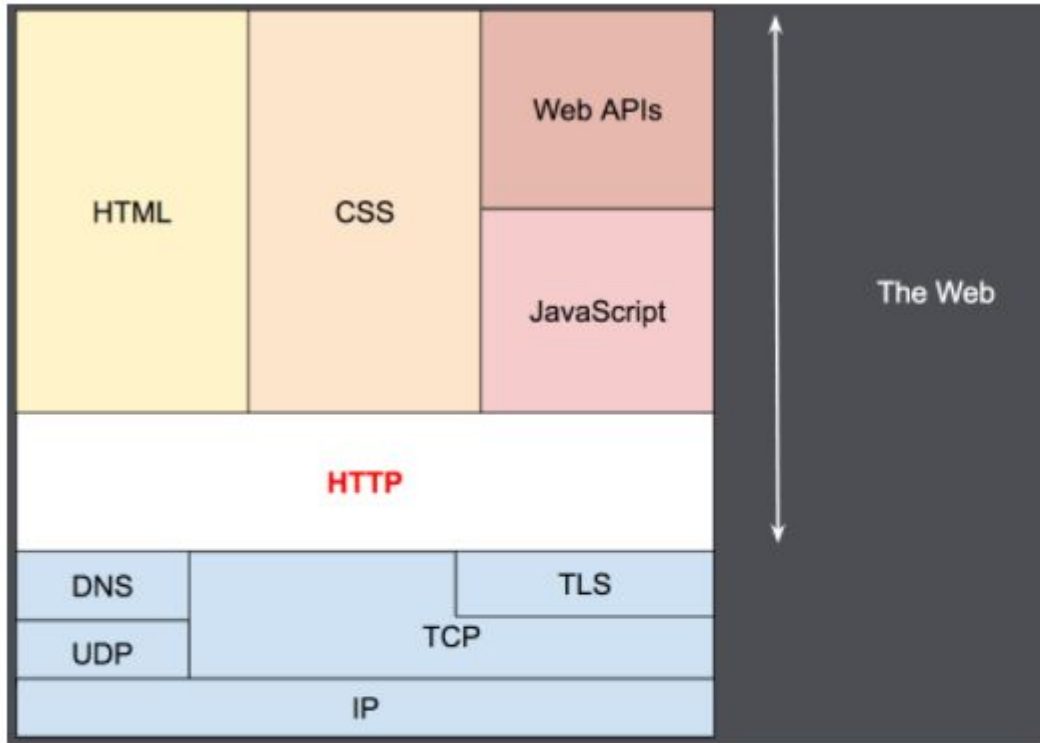 Web APIs
HTML
CSS
The Web
JavaScript
HTTP
DNS
TLS
TCP
UDP
IP